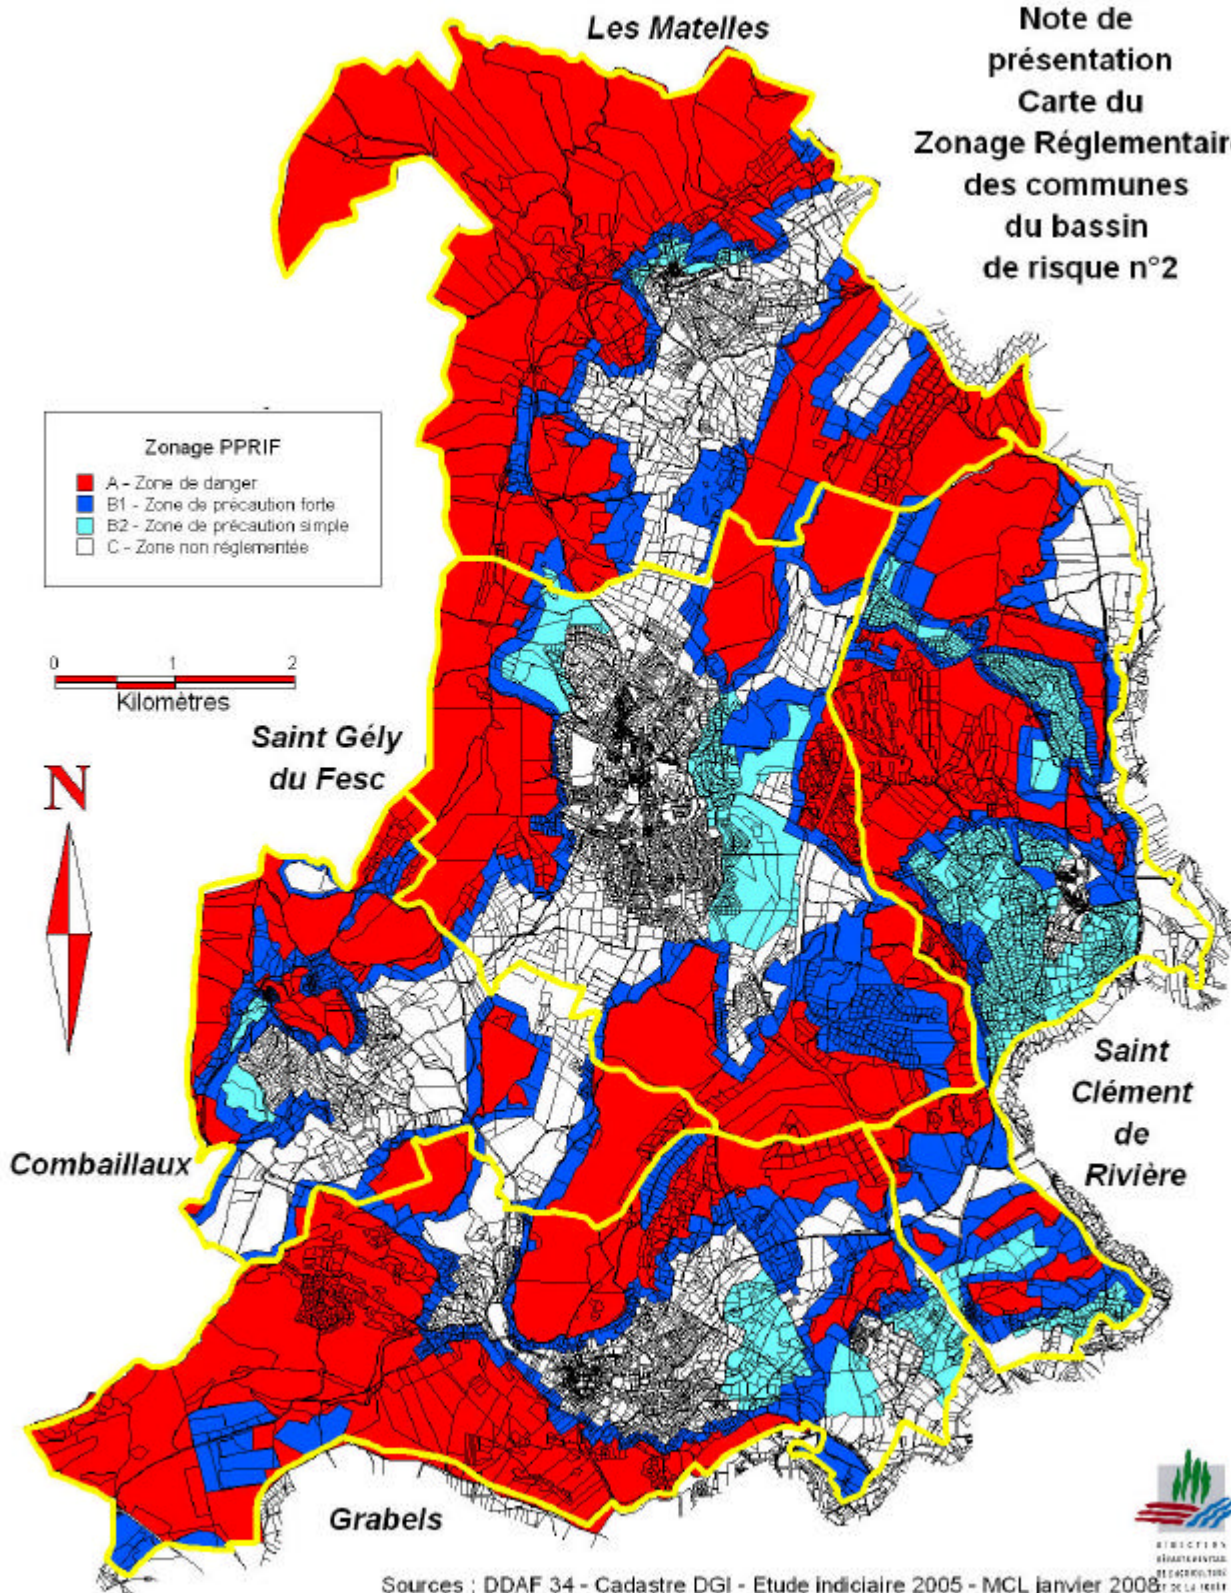 Les Matelles
Note de
présentation
Carte du
Zonage Réglementair
des communes
du bassin
de risque n°2
Zonage PPRIF
A - Zone de danger
B1 - Zone de précaution forte
B2 - Zone de précaution simple
C - Zone non réglementée
0 1 2
Kilomètres
Saint Gély
du Fesc
N
Saint
Clément
de
Rivière
Combaillaux
Grabels
Sources : DDAF 34 - Cadastre DGI - Etude indiciaire 2005 - MCL janvier 2008